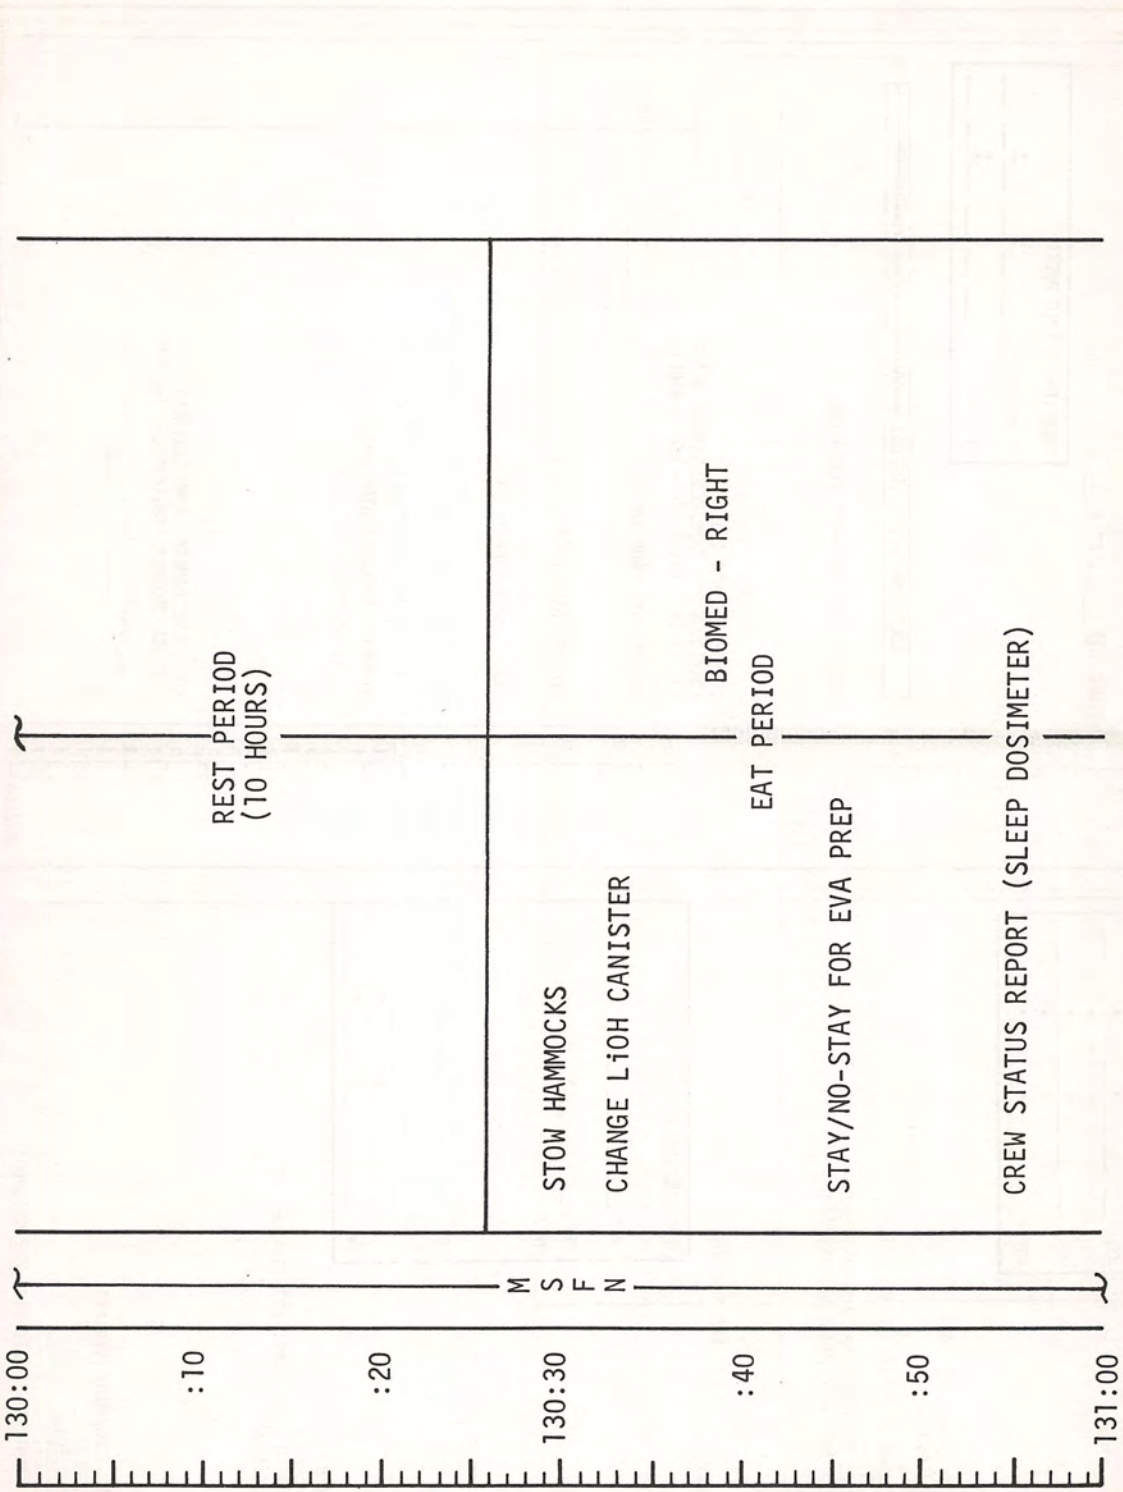 130:00
:10
:20
130:30
:40
:50
131:00
M
S
F
N
REST PERIOD
(10 HOURS)
STOW HAMMOCKS
CHANGE LiOH CANISTER
BIOMED - RIGHT
EAT PERIOD
STAY/NO-STAY FOR EVA PREP
CREW STATUS REPORT (SLEEP DOSIMETER)